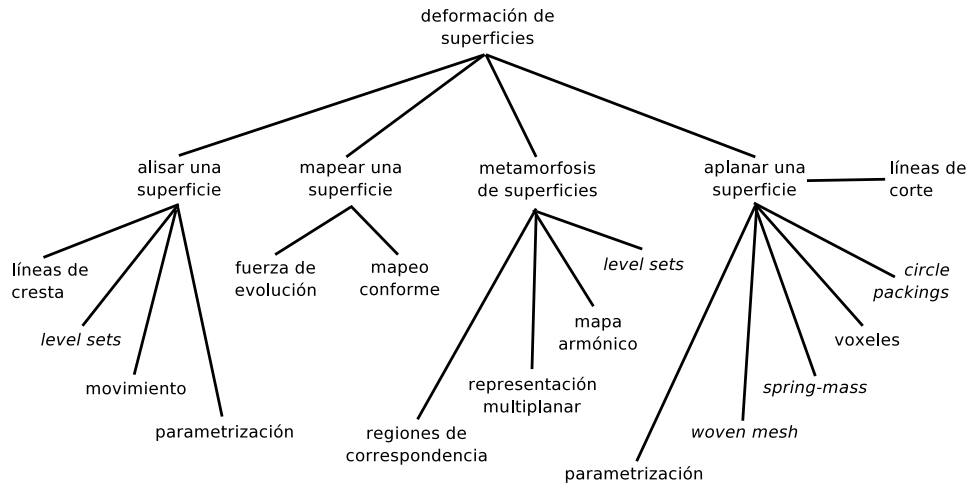 deformación de
superficies
alisar una
superficie
mapear una
superficie
metamorfosis
de superficies
aplanar una
superficie
líneas de
corte
líneas de
cresta
level sets
movimiento
parametrización
fuerza de
evolución
mapeo
conforme
regiones de
correspondencia
representación
multiplanar
mapa
armónico
level sets
parametrización
woven mesh
spring-mass
voxeles
circle
packings